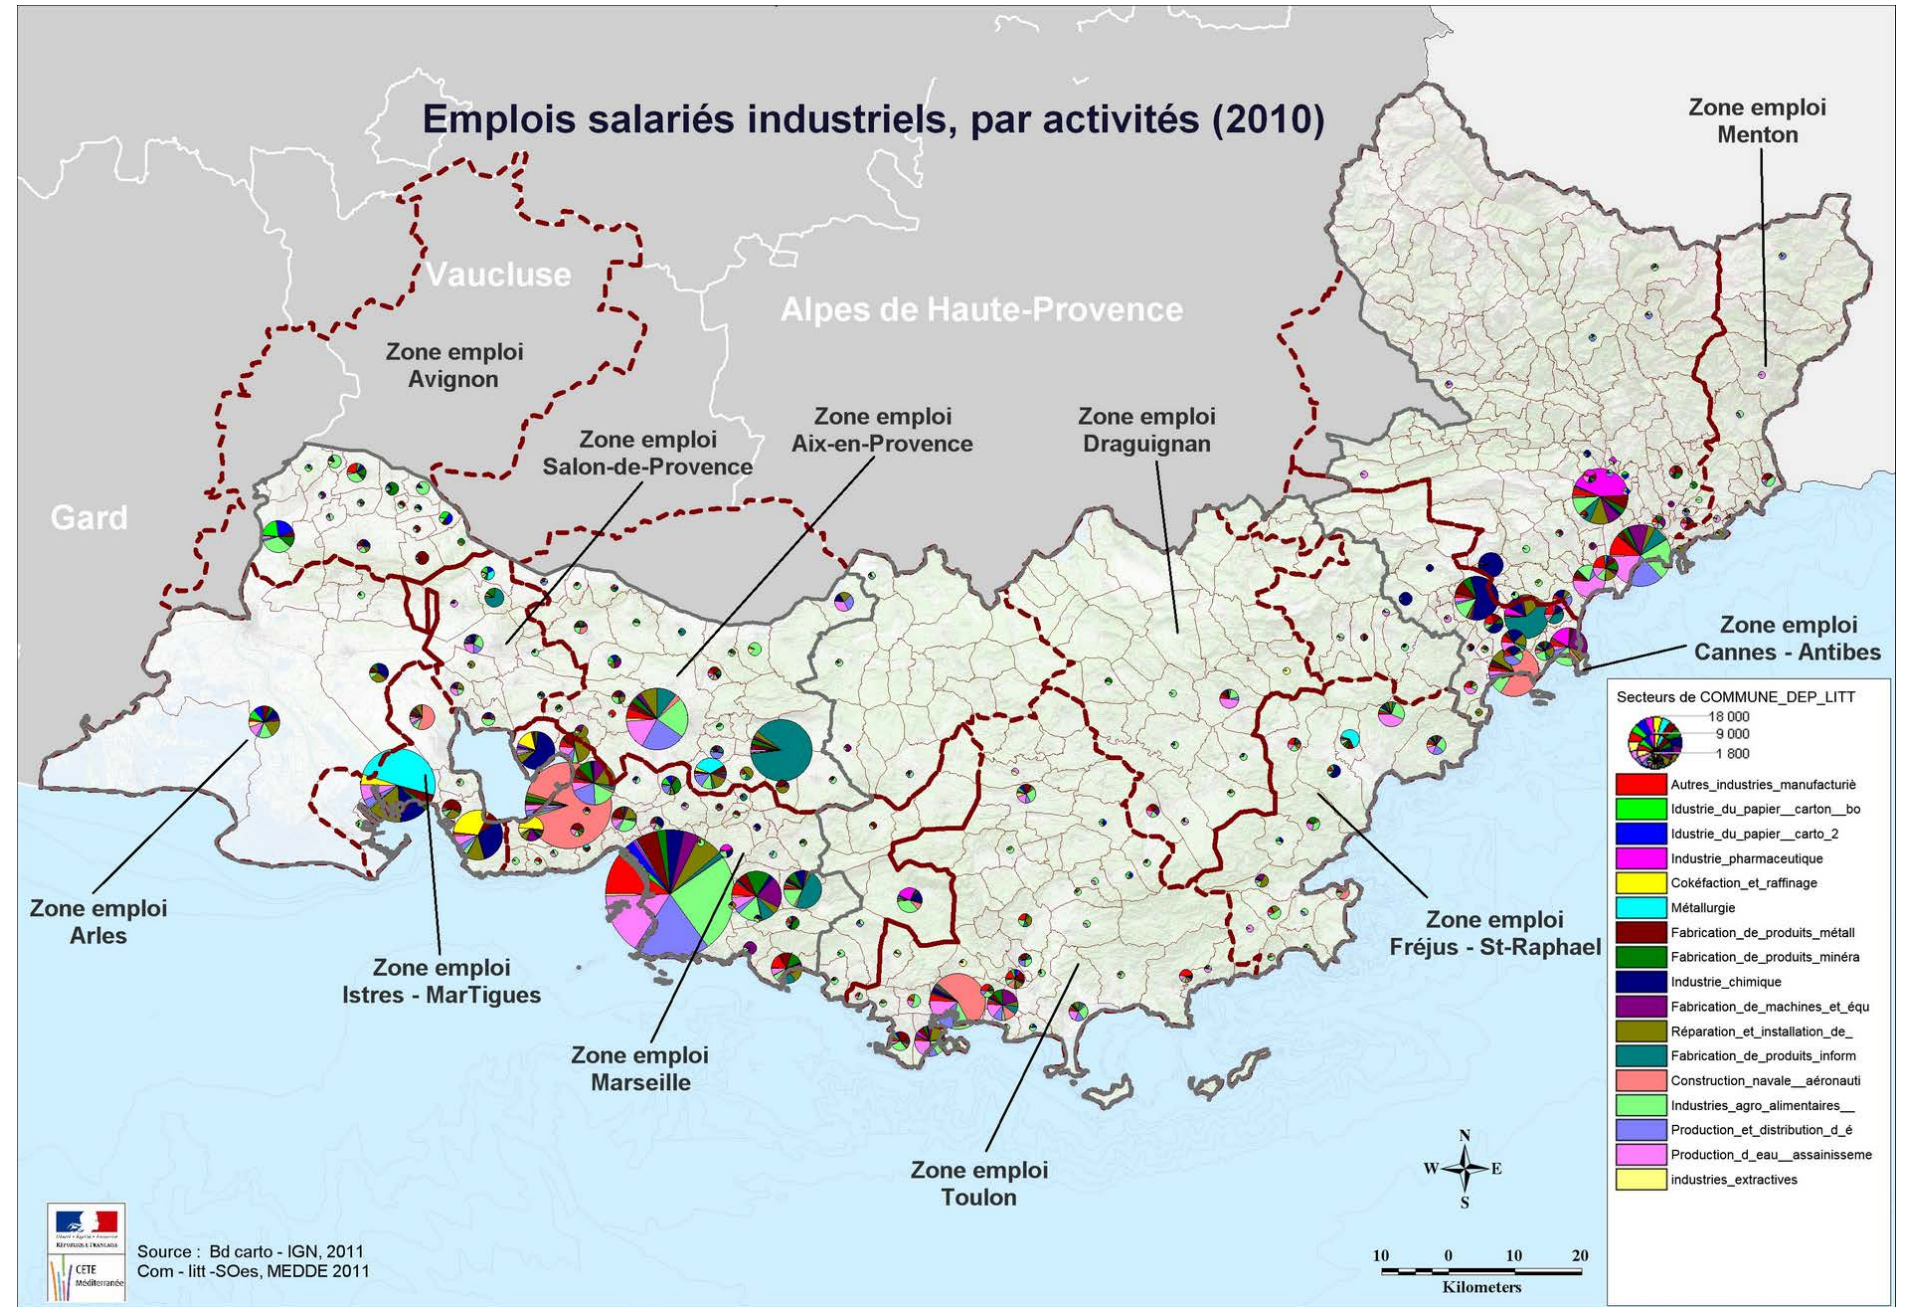 Emplois salariés industriels, par activités (2010)
Zone emploi
Menton
Vaucluse
Alpes de Haute-Provence
Zone emploi
Avignon
Zone emploi
Salon-de-Provence
Zone emploi
Aix-en-Provence
Zone emploi
Draguignan
Gard
Zone emploi
Cannes - Antibes
Zone emploi
Arles
Zone emploi
Istres - MarTigues
Zone emploi
Marseille
Zone emploi
Toulon
Zone emploi
Fréjus - St-Raphael
Secteurs de COMMUNE_DEP_LITT
18 000
9 000
1 800
Autres_industries_manufacturiè
Idustrie_du_papier__carton__bo
Idustrie_du_papier__carto_2
Industrie_pharmaceutique
Cokéfaction_et_raffinage
Métallurgie
Fabrication_de_produits_métall
Fabrication_de_produits_minéra
Industrie_chimique
Fabrication_de_machines_et_équ
Réparation_et_installation_de_
Fabrication_de_produits_inform
Construction_navale__aéronauti
Industries_agro_alimentaires__
Production_et_distribution_d_é
Production_d_eau__assainisseme
industries_extractives
N
W E
S
10 0 10 20
Kilometers
RÉPUBLIQUE FRANÇAISE
CETE
Méditerranée
Source : Bd carto - IGN, 2011
Com - litt -SOes, MEDDE 2011